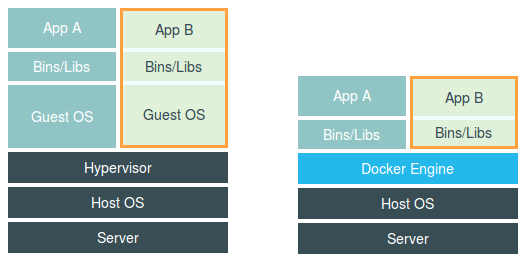 App A
App B
Bins/Libs
Bins/Libs
Guest OS
Guest OS
Hypervisor
Host OS
Server
App A
App B
Bins/Libs
Bins/Libs
Docker Engine
Host OS
Server